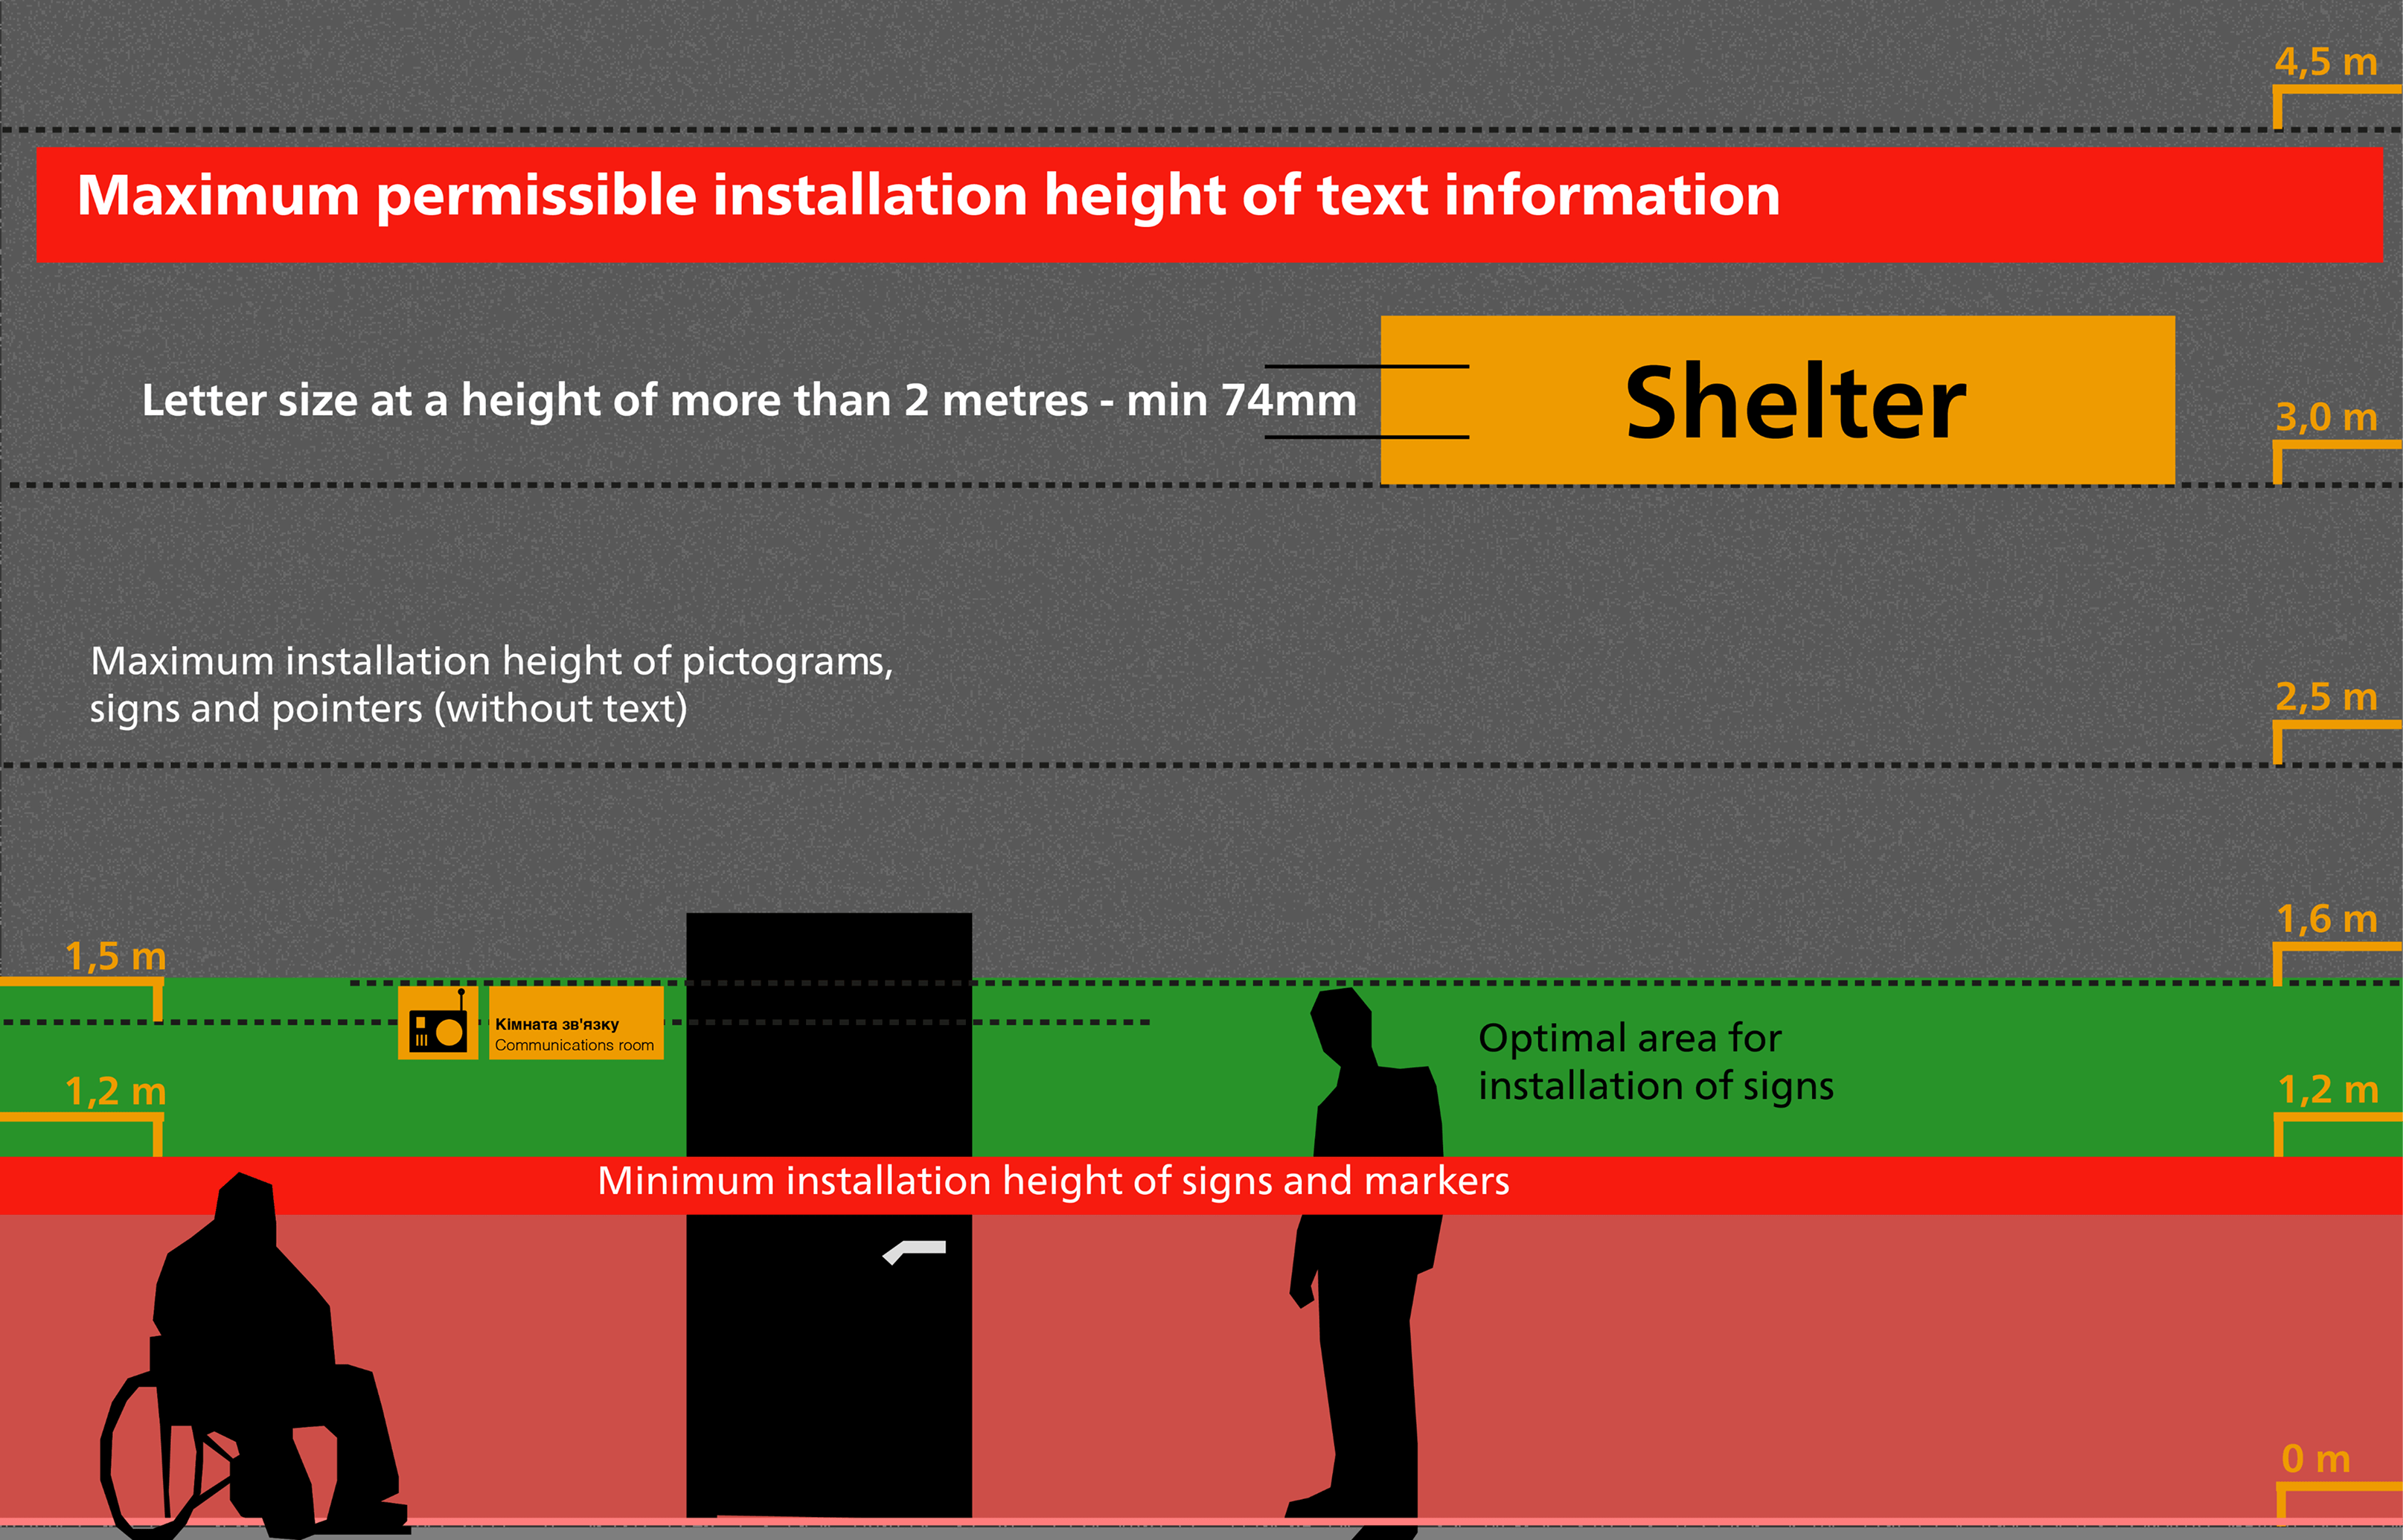 4,5 m
Maximum permissible installation height of text information
Letter size at a height of more than 2 metres - min 74mm
Shelter
3,0 m
Maximum installation height of pictograms,
signs and pointers (without text)
2,5 m
1,6 m
1,5 m
Кімната зв'язку
Communications room
Optimal area for
installation of signs
1,2 m
1,2 m
Minimum installation height of signs and markers
0 m